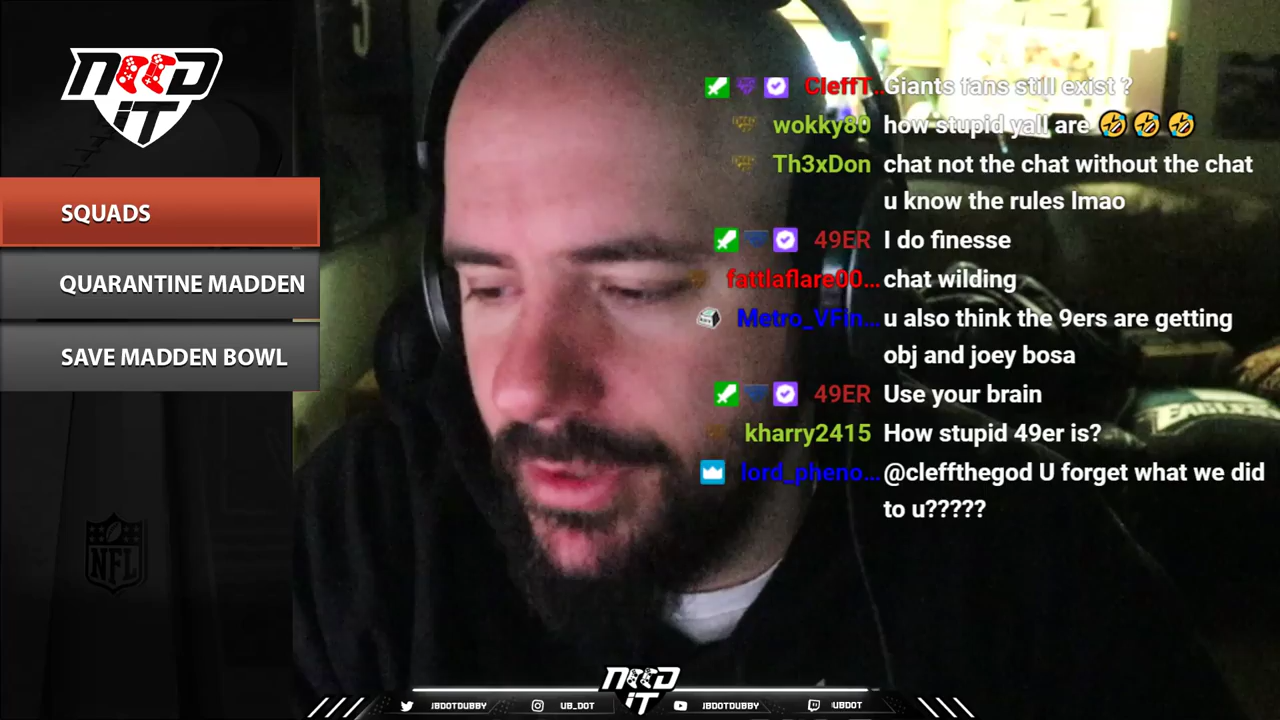 NEED
IT
SQUADS
QUARANTINE MADDEN
SAVE MADDEN BOWL
NFL
CleffT... Giants fans still exist ?
wokky80 how stupid yall are 🤣 🤣 🤣
Th3xDon chat not the chat without the chat
u know the rules lmao
49ER I do finesse
fattlaflare00... chat wilding
Metro_VFin... u also think the 9ers are getting
obj and joey bosa
49ER Use your brain
kharry2415 How stupid 49er is?
lord_pheno... @cleffthegod U forget what we did
to u?????
EAGLES
NEED
IT
JBDOTDUBBY UB_DOT JBDOTDUBBY UBDOT